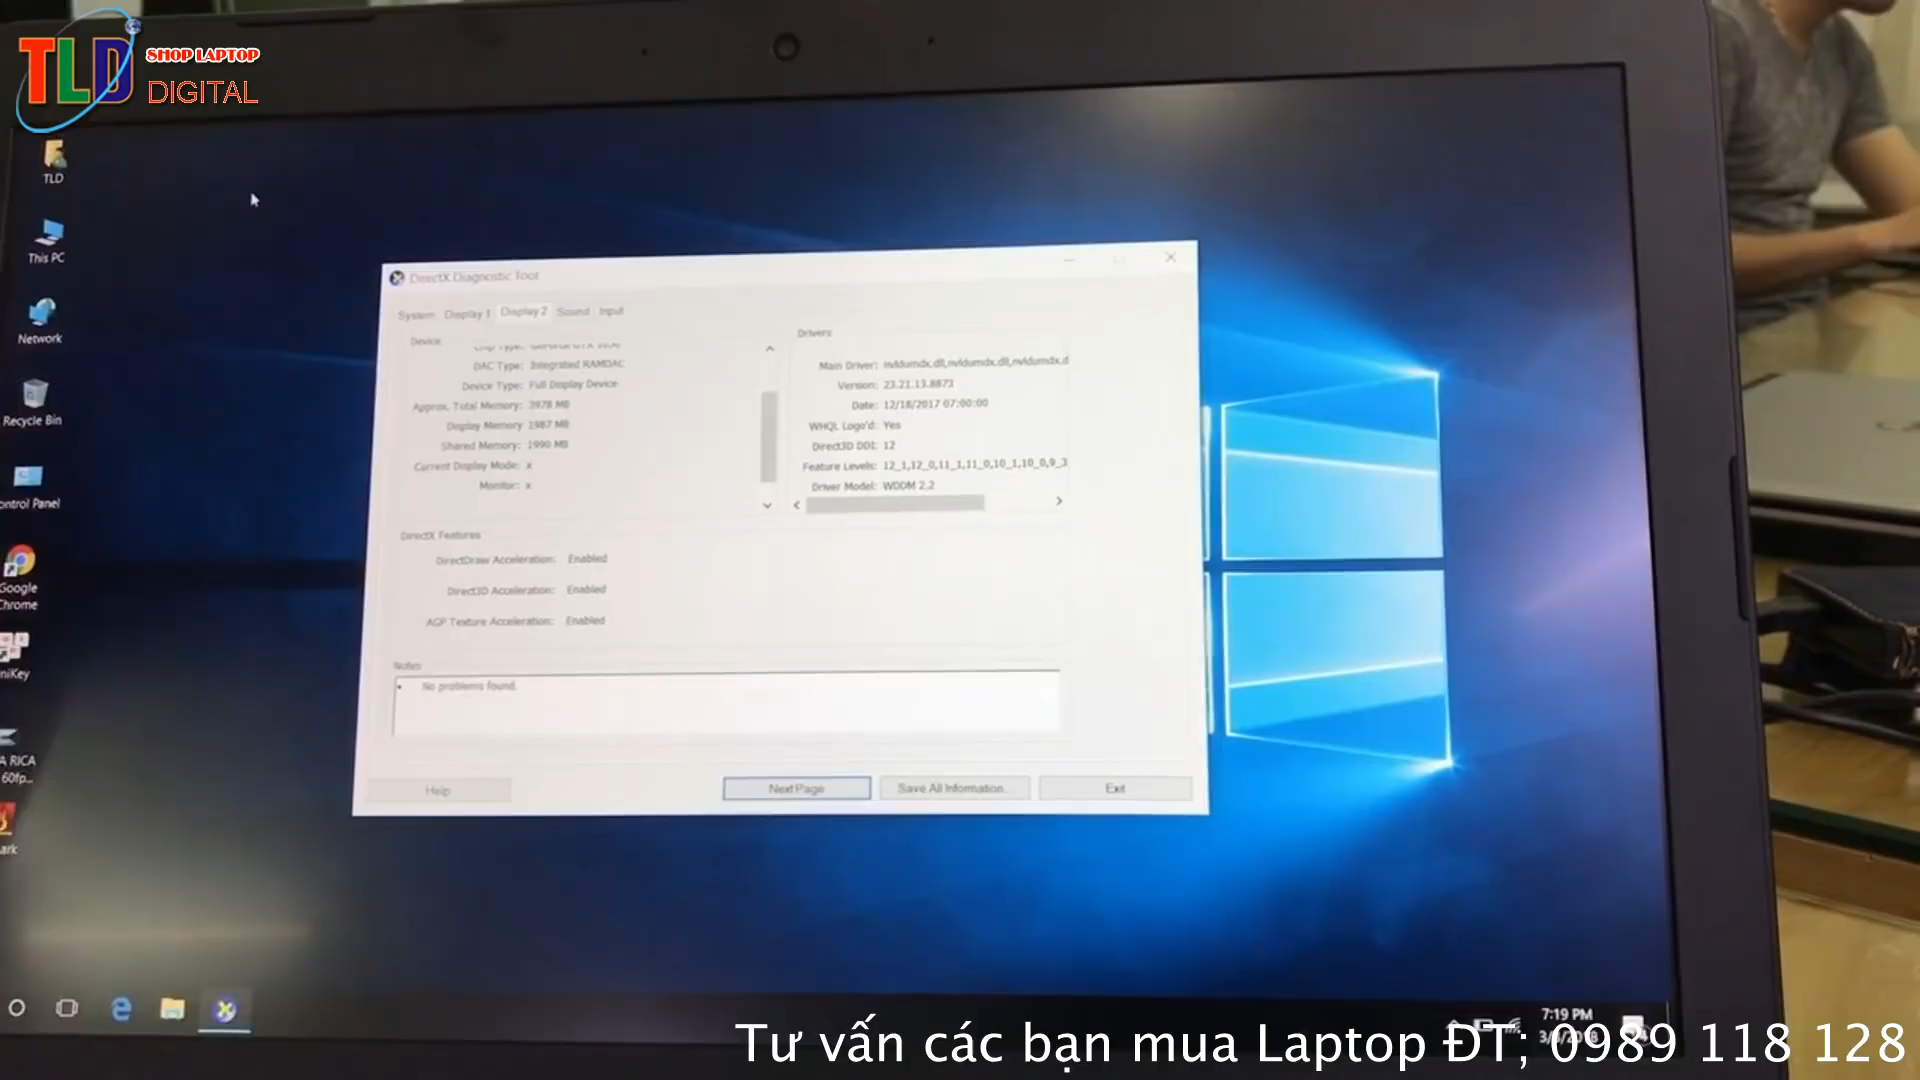 TLD
SHOP LAPTOP
DIGITAL
TLD
This PC
Network
Recycle Bin
ontrol Panel
Google
Chrome
niKey
A RICA
60fp...
ark
DirectX Diagnostic Tool
System
Display 1
Display 2
Sound
Input
Device
Chip Type: GeForce GTX 1050
DAC Type: Integrated RAMDAC
Device Type: Full Display Device
Approx. Total Memory: 3978 MB
Display Memory 1987 MB
Shared Memory: 1990 MB
Current Display Mode: x
Monitor: x
Drivers
Main Driver: nvldumdx.dll,nvldumdx.dll,nvldumdx.d
Version: 23.21.13.8873
Date: 12/18/2017 07:00:00
WHQL Logo'd: Yes
Direct3D DDI: 12
Feature Levels: 12_1,12_0,11_1,11_0,10_1,10_0,9_3
Driver Model: WDDM 2.2
DirectX Features
DirectDraw Acceleration: Enabled
Direct3D Acceleration: Enabled
AGP Texture Acceleration: Enabled
Notes
No problems found.
Help
Next Page
Save All Information...
Exit
7:19 PM
Tư vấn các bạn mua Laptop ĐT; 0989 118 128